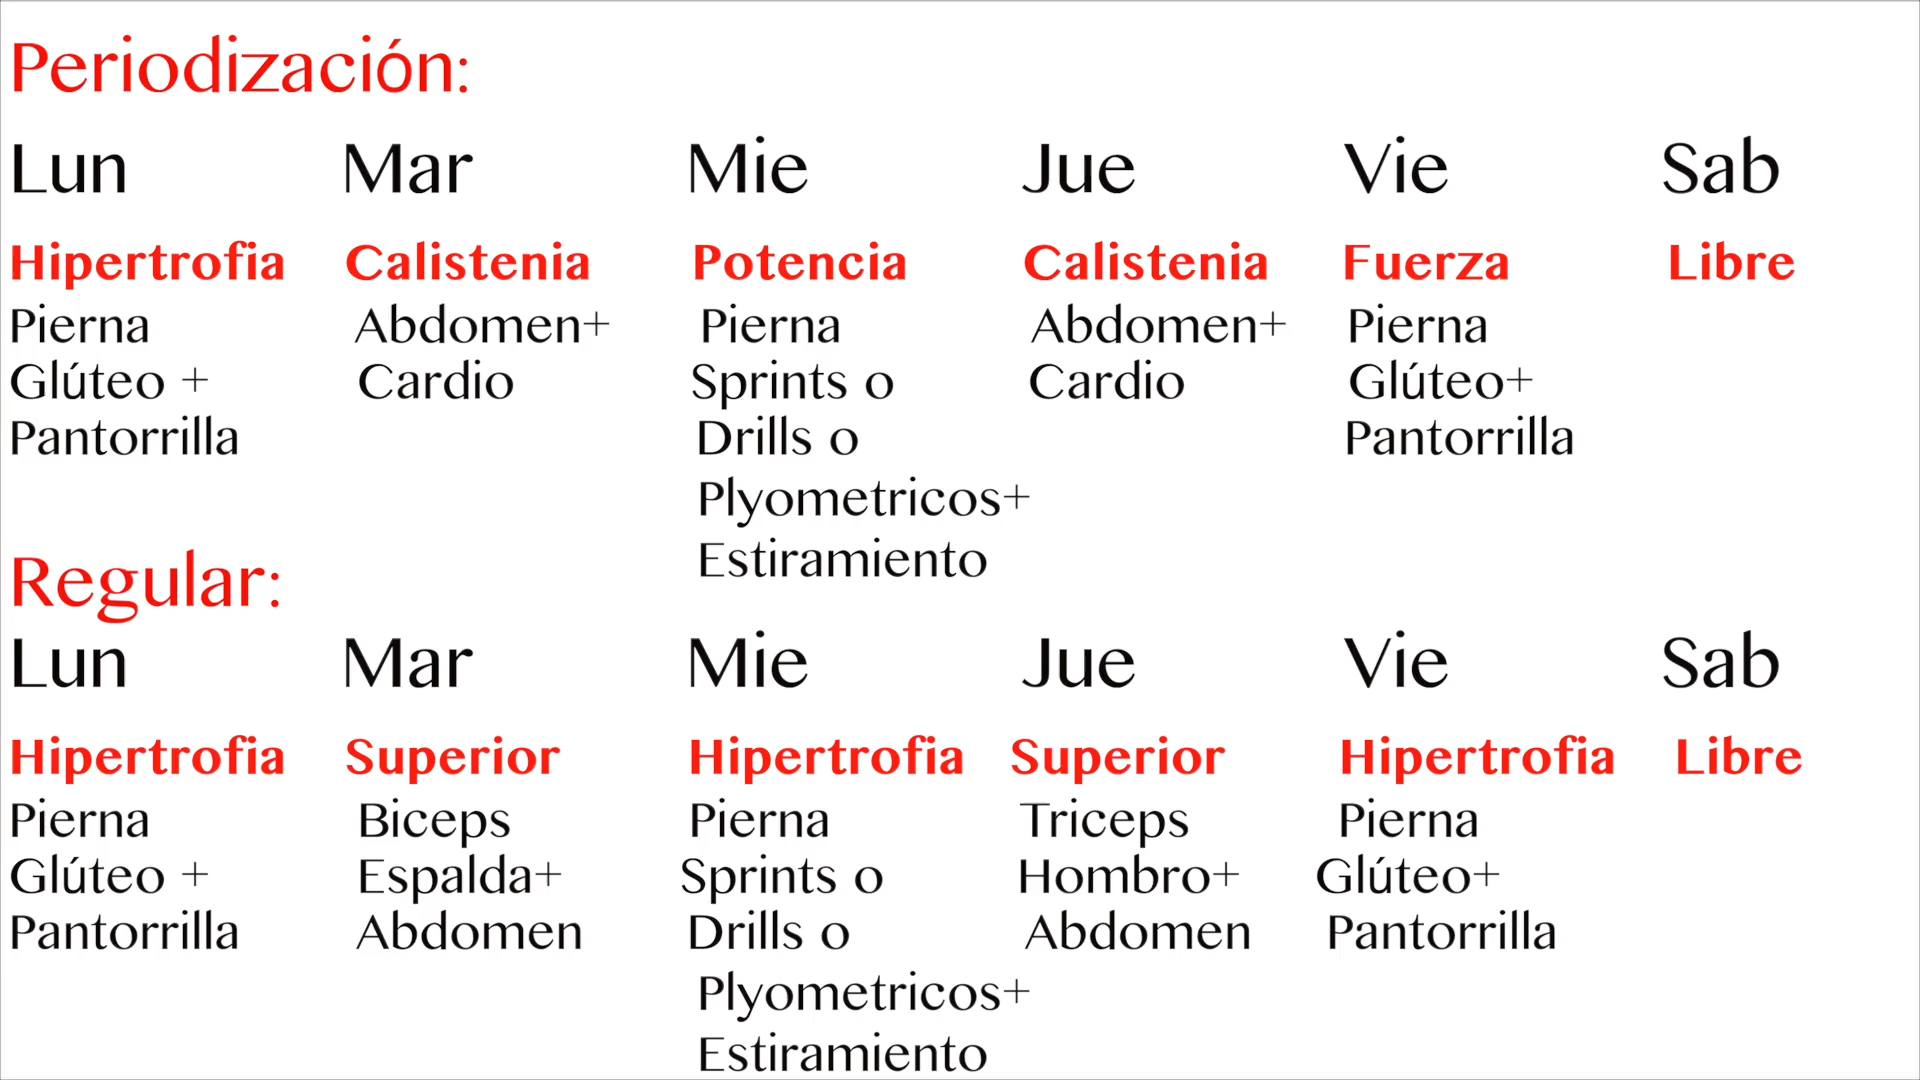 Periodización:
Lun Mar Mie Jue Vie Sab
Hipertrofia Calistenia Potencia Calistenia Fuerza Libre
Pierna Abdomen+ Pierna Abdomen+ Pierna
Glúteo + Cardio Sprints o Cardio Glúteo+
Pantorrilla Drills o Pantorrilla
Plyometricos+
Estiramiento
Regular:
Lun Mar Mie Jue Vie Sab
Hipertrofia Superior Hipertrofia Superior Hipertrofia Libre
Pierna Biceps Pierna Triceps Pierna
Glúteo + Espalda+ Sprints o Hombro+ Glúteo+
Pantorrilla Abdomen Drills o Abdomen Pantorrilla
Plyometricos+
Estiramiento